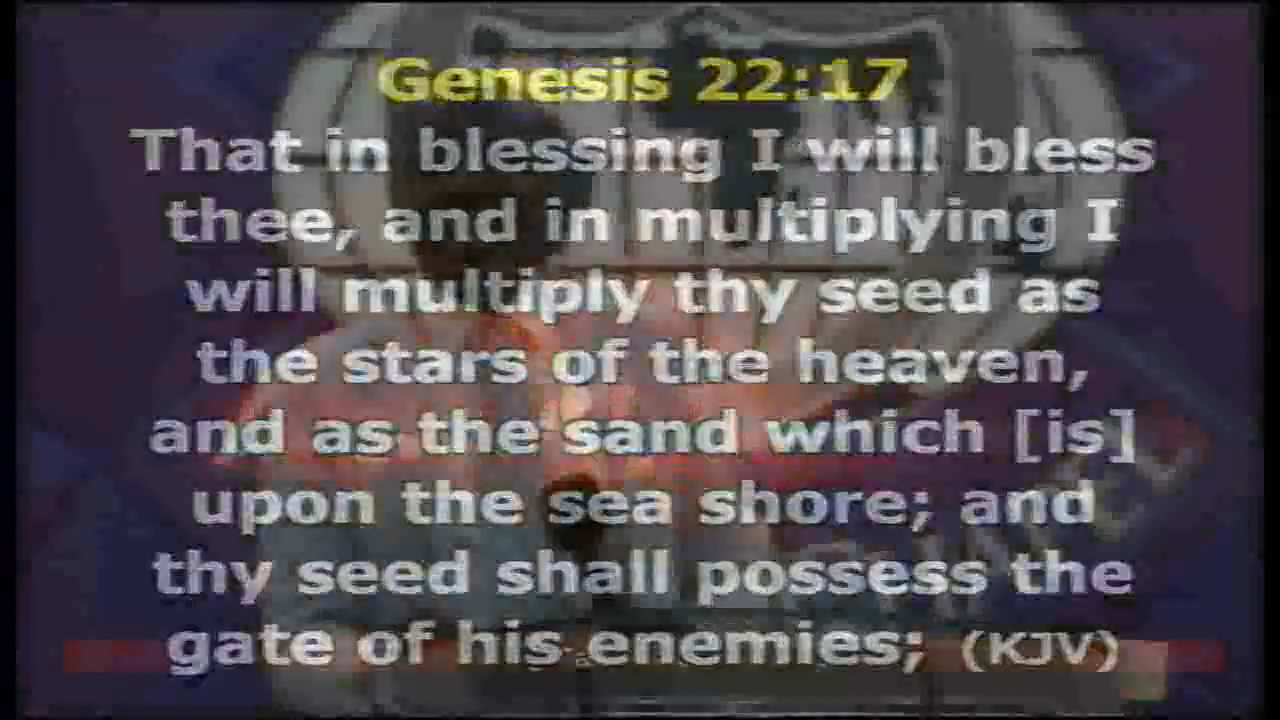 Genesis 22:17
That in blessing I will bless
thee, and in multiplying I
will multiply thy seed as
the stars of the heaven,
and as the sand which [is]
upon the sea shore; and
thy seed shall possess the
gate of his enemies; (KJV)